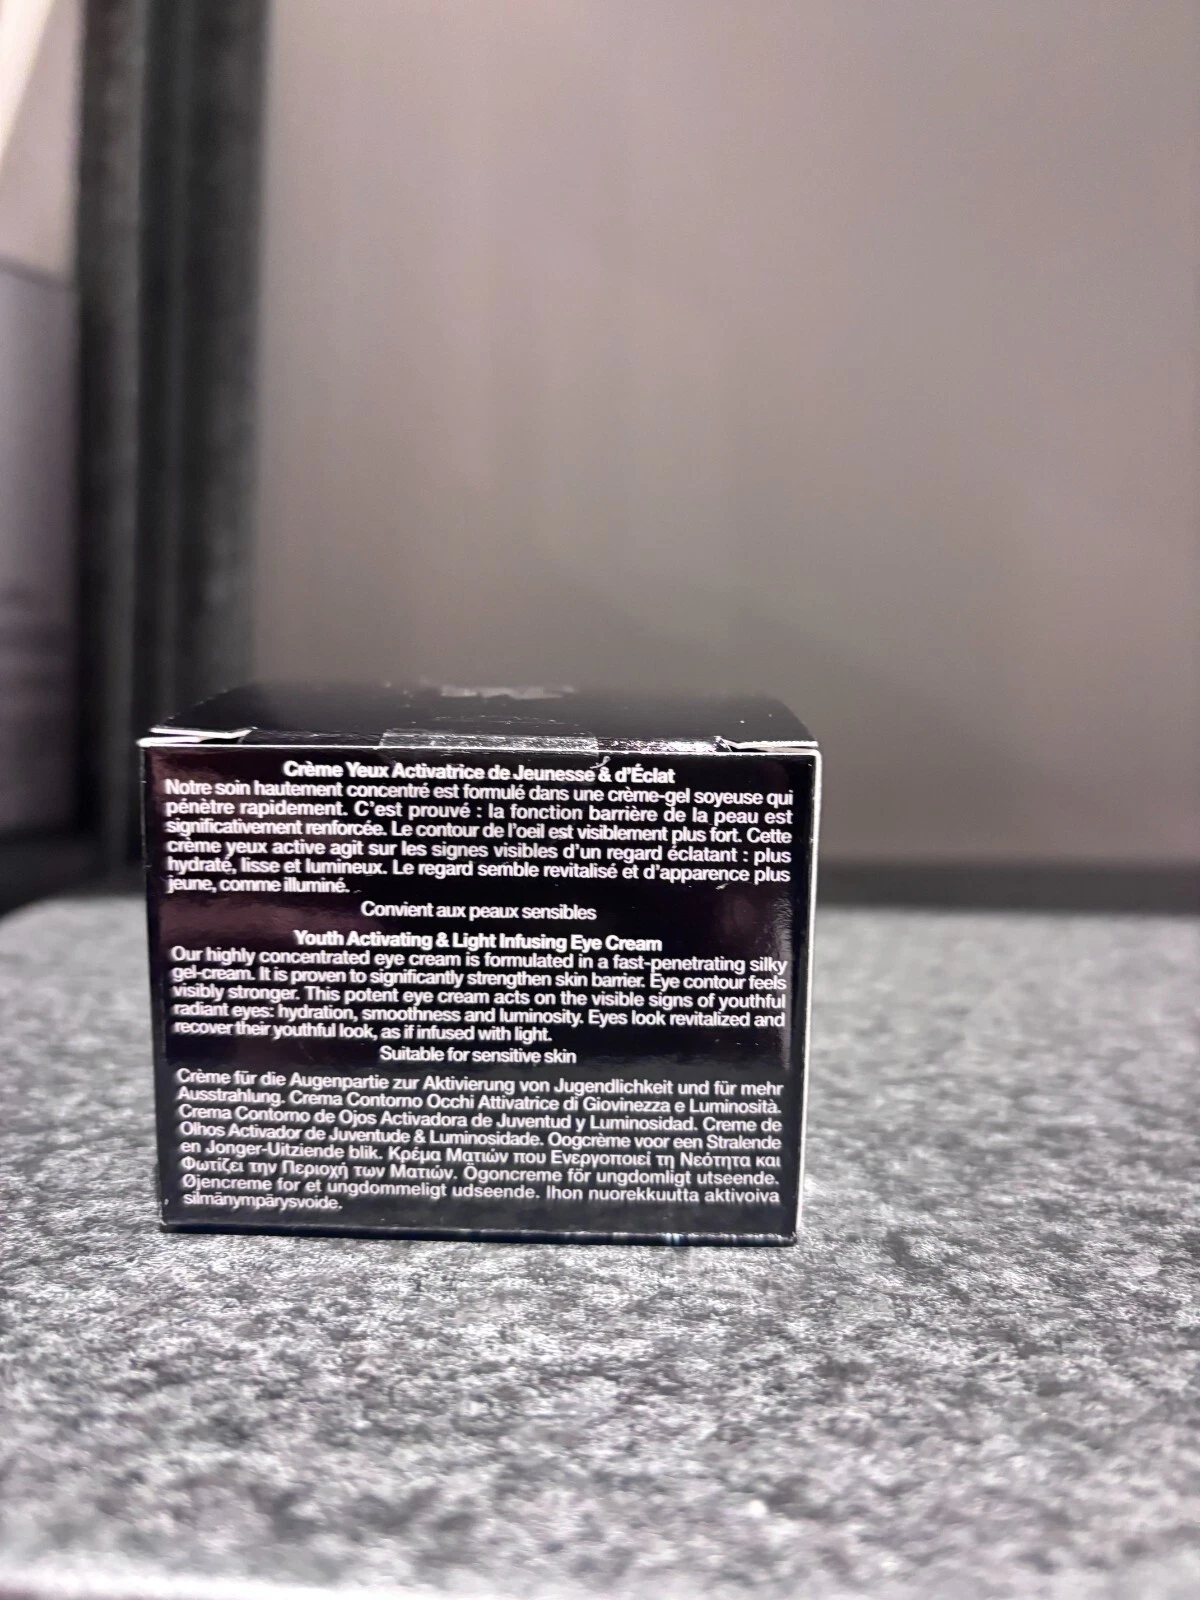 Crème Yeux Activatrice de Jeunesse & d'Éclat
Notre soin hautement concentré est formulé dans une crème-gel soyeuse qui
pénètre rapidement. C'est prouvé : la fonction barrière de la peau est
significativement renforcée. Le contour de l'oeil est visiblement plus fort. Cette
crème yeux active agit sur les signes visibles d'un regard éclatant : plus
hydraté, lisse et lumineux. Le regard semble revitalisé et d'apparence plus
jeune, comme illuminé.
Convient aux peaux sensibles
Youth Activating & Light Infusing Eye Cream
Our highly concentrated eye cream is formulated in a fast-penetrating silky
gel-cream. It is proven to significantly strengthen skin barrier. Eye contour feels
visibly stronger. This potent eye cream acts on the visible signs of youthful
radiant eyes: hydration, smoothness and luminosity. Eyes look revitalized and
recover their youthful look, as if infused with light.
Suitable for sensitive skin
Crème für die Augenpartie zur Aktivierung von Jugendlichkeit und für mehr
Ausstrahlung. Crema Contorno Occhi Attivatrice di Giovinezza e Luminosità.
Crema Contorno de Ojos Activadora de Juventud y Luminosidad. Creme de
Olhos Activador de Juventude & Luminosidade. Oogcrème voor een Stralende
en Jonger-Uitziende blik. Κρέμα Ματιών που Ενεργοποιεί τη Νεότητα και
Φωτίζει την Περιοχή των Ματιών. Ögoncreme för ungdomligt utseende.
Øjencreme for et ungdommeligt udseende. Ihon nuorekkuutta aktivoiva
silmänympärysvoide.